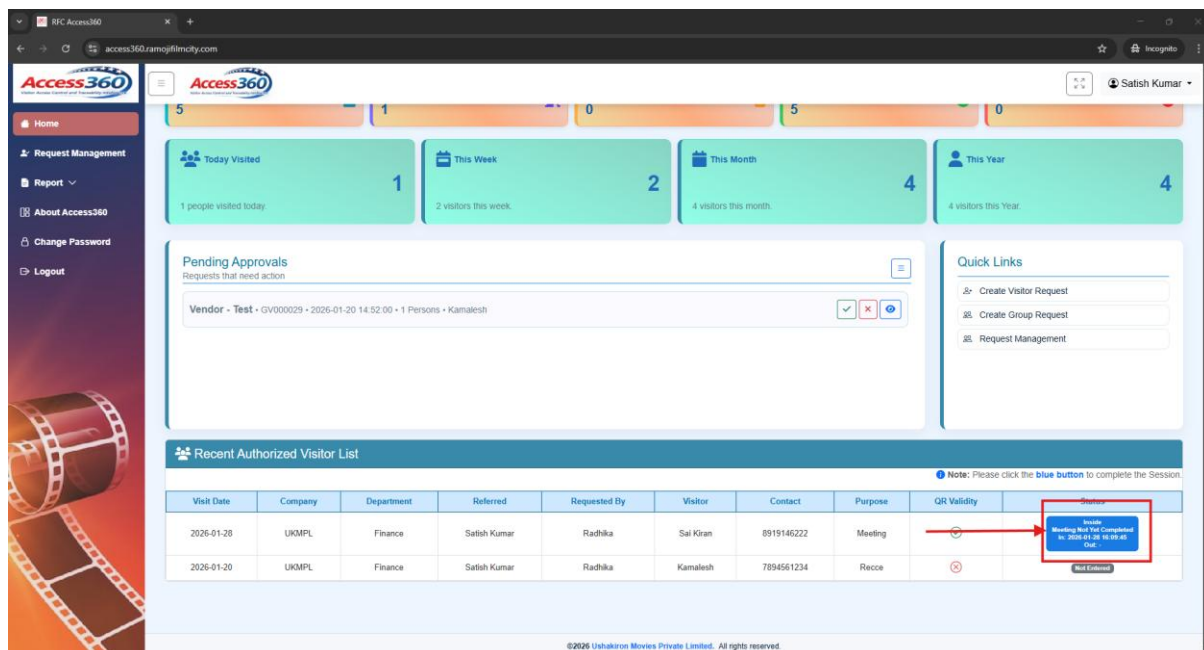 RFC Access360
access360.ramojifilmcity.com
Incognito
Access360
Access360
Satish Kumar
Home
Request Management
Report
About Access360
Change Password
Logout
5 1 0 5 0
Today Visited
1
1 people visited today.
This Week
2
2 visitors this week.
This Month
4
4 visitors this month.
This Year
4
4 visitors this Year.
Pending Approvals
Requests that need action
Vendor - Test • GV000029 • 2026-01-20 14:52:00 • 1 Persons • Kamalesh
Quick Links
Create Visitor Request
Create Group Request
Request Management
Recent Authorized Visitor List
Note: Please click the blue button to complete the Session.
Visit Date Company Department Referred Requested By Visitor Contact Purpose QR Validity Status
2026-01-28 UKMPL Finance Satish Kumar Radhika Sai Kiran 8919146222 Meeting
Inside
Meeting Not Yet Completed
In: 2026-01-28 16:09:45
Out: -
2026-01-20 UKMPL Finance Satish Kumar Radhika Kamalesh 7894561234 Recce Not Entered
©2026 Ushakiron Movies Private Limited. All rights reserved.